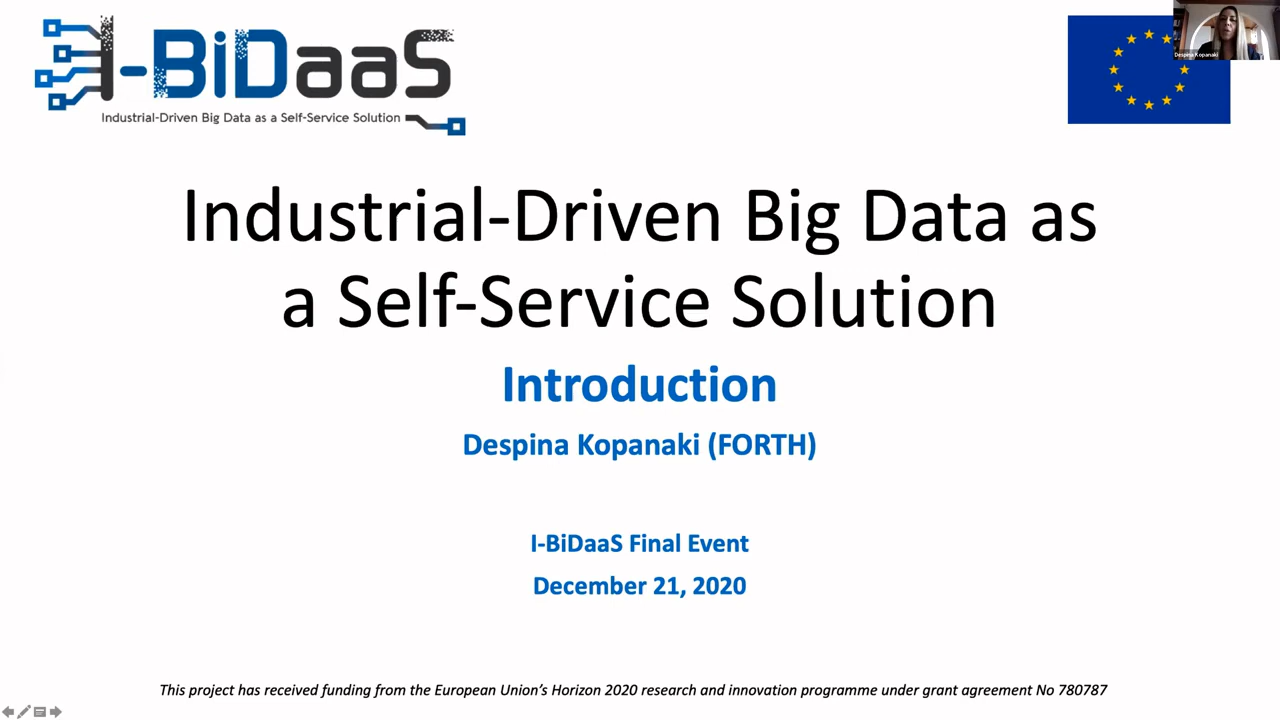 I-BiDaaS
Industrial-Driven Big Data as a Self-Service Solution
Despina Kopanaki
Industrial-Driven Big Data as
a Self-Service Solution
Introduction
Despina Kopanaki (FORTH)
I-BiDaaS Final Event
December 21, 2020
This project has received funding from the European Union's Horizon 2020 research and innovation programme under grant agreement No 780787